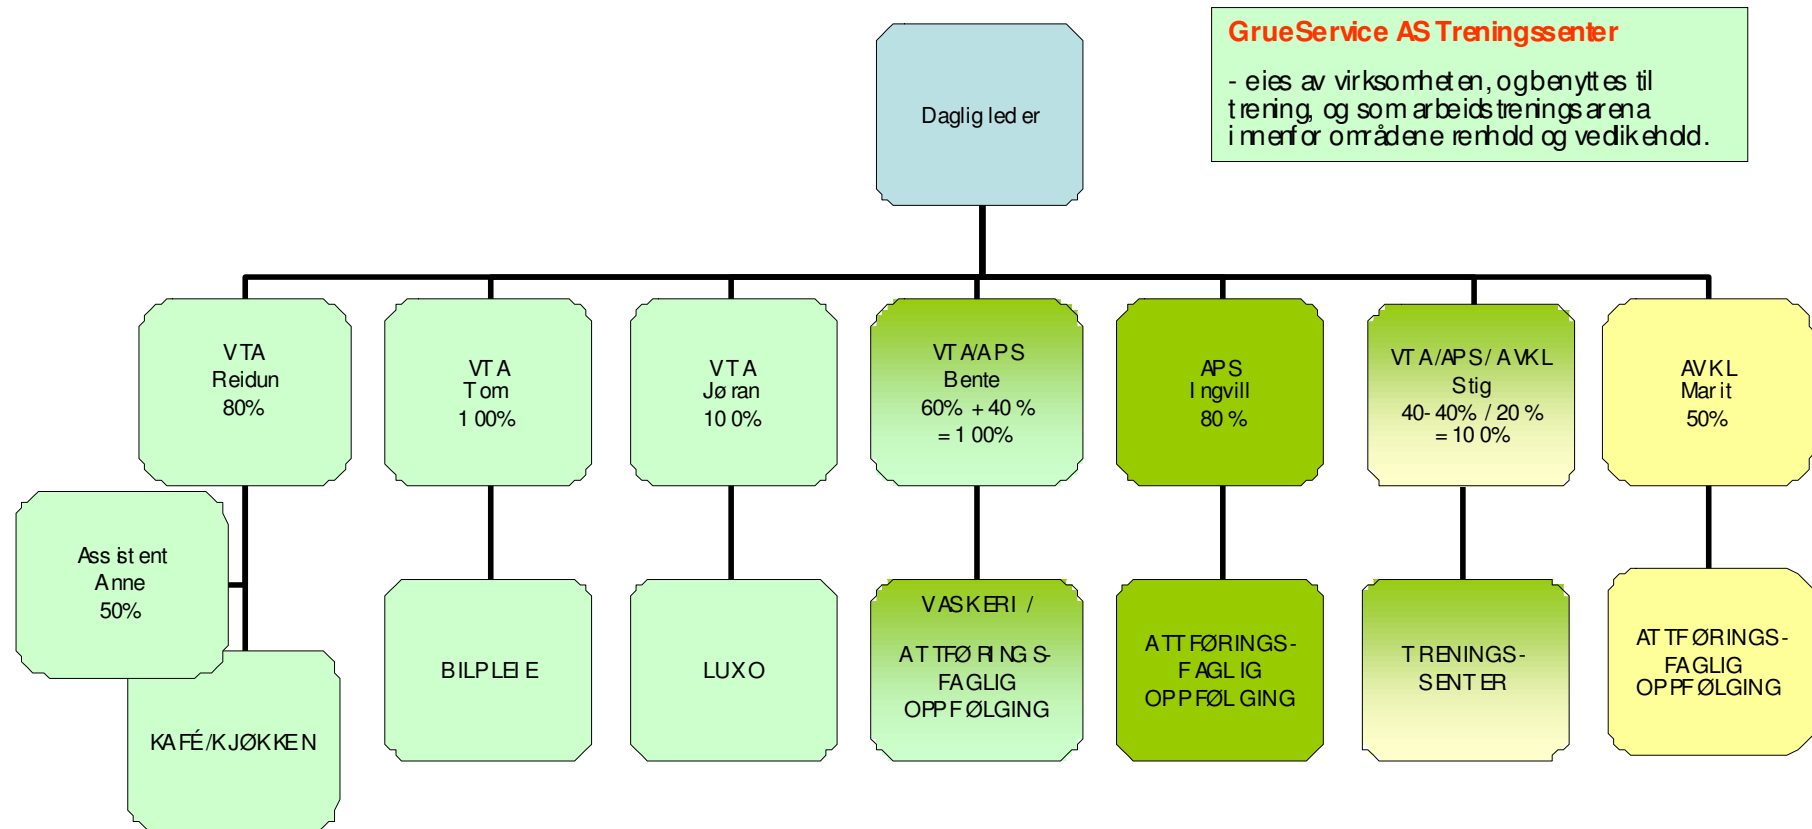 GrueService AS Treningssenter
- eies av virksomheten, og benyttes til
trening, og som arbeidstreningsarena
innenfor områdene renhold og vedlikehold.
Daglig leder
VTA
Reidun
80%
VTA
Tom
100%
VTA
Jøran
100%
VTA/APS
Bente
60% + 40 %
= 100%
APS
Ingvill
80 %
VTA/APS/ AVKL
Stig
40-40% / 20 %
= 100%
AVKL
Marit
50%
Assistent
Anne
50%
KAFÉ/KJØKKEN
BILPLEIE
LUXO
VASKERI /
ATTFØRINGS-
FAGLIG
OPPFØLGING
ATTFØRINGS-
FAGLIG
OPPFØLGING
TRENINGS-
SENTER
ATTFØRINGS-
FAGLIG
OPPFØLGING